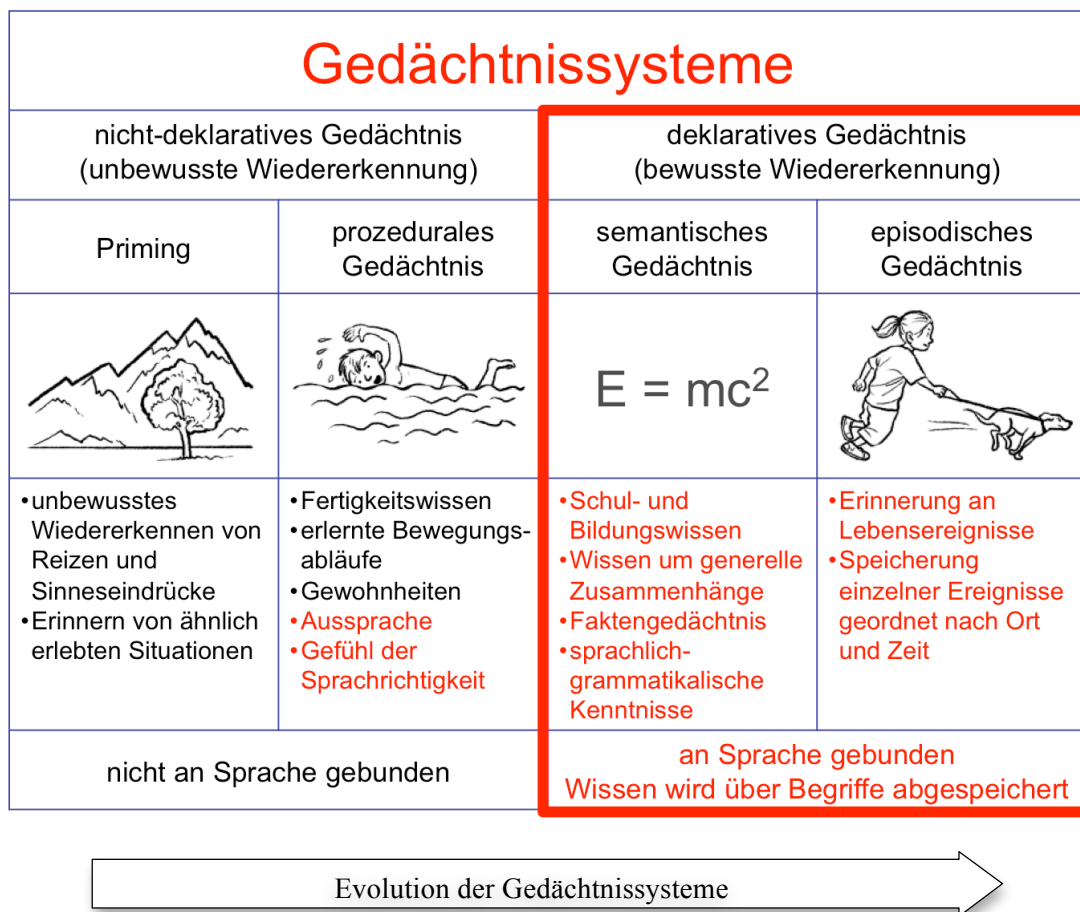 Gedächtnissysteme
nicht-deklaratives Gedächtnis
(unbewusste Wiedererkennung)
deklaratives Gedächtnis
(bewusste Wiedererkennung)
Priming
prozedurales
Gedächtnis
semantisches
Gedächtnis
episodisches
Gedächtnis
E = mc²
•unbewusstes
Wiedererkennen von
Reizen und
Sinneseindrücke
•Erinnern von ähnlich
erlebten Situationen
•Fertigkeitswissen
•erlernte Bewegungs-
abläufe
•Gewohnheiten
•Aussprache
•Gefühl der
Sprachrichtigkeit
•Schul- und
Bildungswissen
•Wissen um generelle
Zusammenhänge
•Faktengedächtnis
•sprachlich-
grammatikalische
Kenntnisse
•Erinnerung an
Lebensereignisse
•Speicherung
einzelner Ereignisse
geordnet nach Ort
und Zeit
nicht an Sprache gebunden
an Sprache gebunden
Wissen wird über Begriffe abgespeichert
Evolution der Gedächtnissysteme